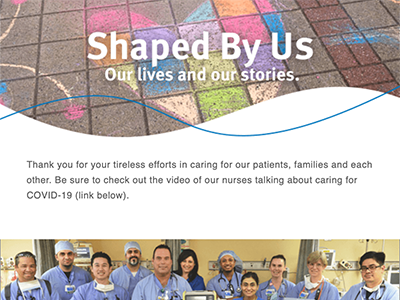 Shaped By Us
Our lives and our stories.
Thank you for your tireless efforts in caring for our patients, families and each
other. Be sure to check out the video of our nurses talking about caring for
COVID-19 (link below).